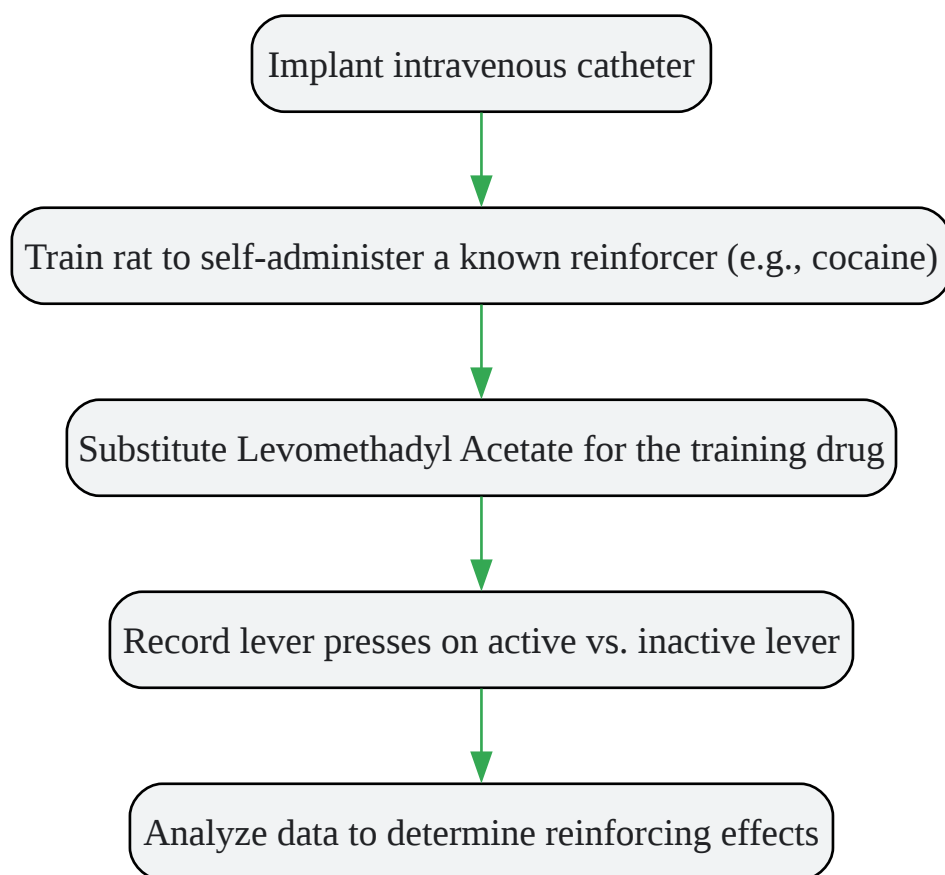 Implant intravenous catheter
Train rat to self-administer a known reinforcer (e.g., cocaine)
Substitute Levomethadyl Acetate for the training drug
Record lever presses on active vs. inactive lever
Analyze data to determine reinforcing effects